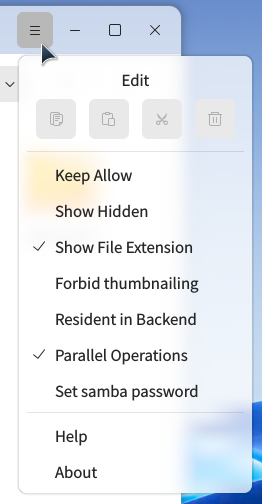 Edit
Keep Allow
Show Hidden
Show File Extension
Forbid thumbnailing
Resident in Backend
Parallel Operations
Set samba password
Help
About